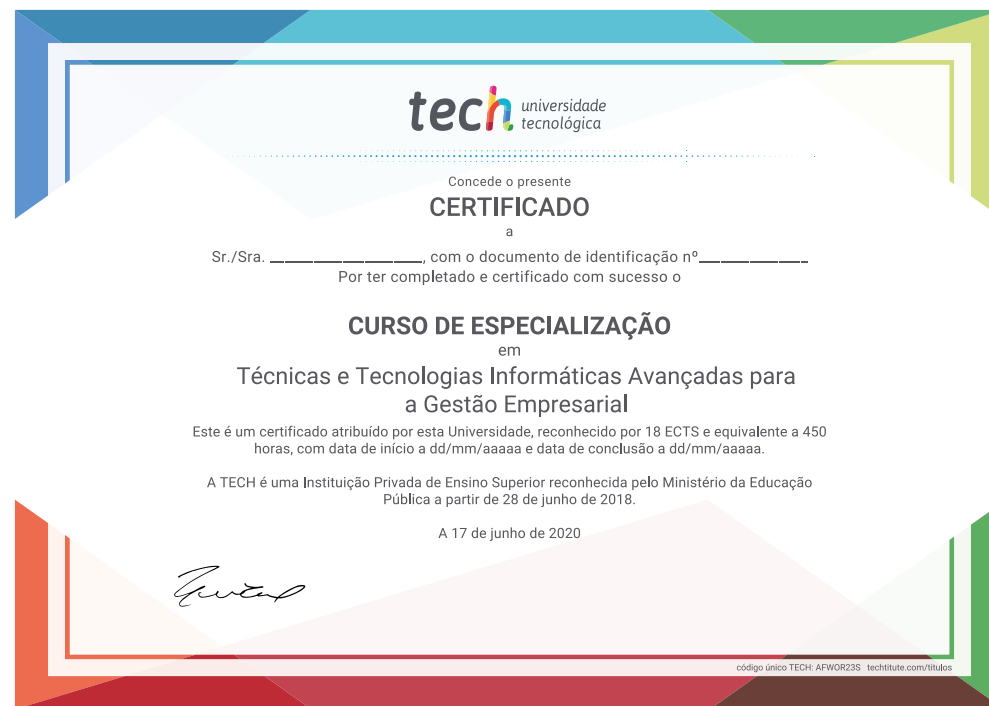 tech universidade
tecnológica
Concede o presente
CERTIFICADO
a
Sr./Sra. ____________________, com o documento de identificação nº______________
Por ter completado e certificado com sucesso o
CURSO DE ESPECIALIZAÇÃO
em
Técnicas e Tecnologias Informáticas Avançadas para
a Gestão Empresarial
Este é um certificado atribuído por esta Universidade, reconhecido por 18 ECTS e equivalente a 450
horas, com data de início a dd/mm/aaaaa e data de conclusão a dd/mm/aaaaa.
A TECH é uma Instituição Privada de Ensino Superior reconhecida pelo Ministério da Educação
Pública a partir de 28 de junho de 2018.
A 17 de junho de 2020
código único TECH: AFWOR23S techtitute.com/titulos